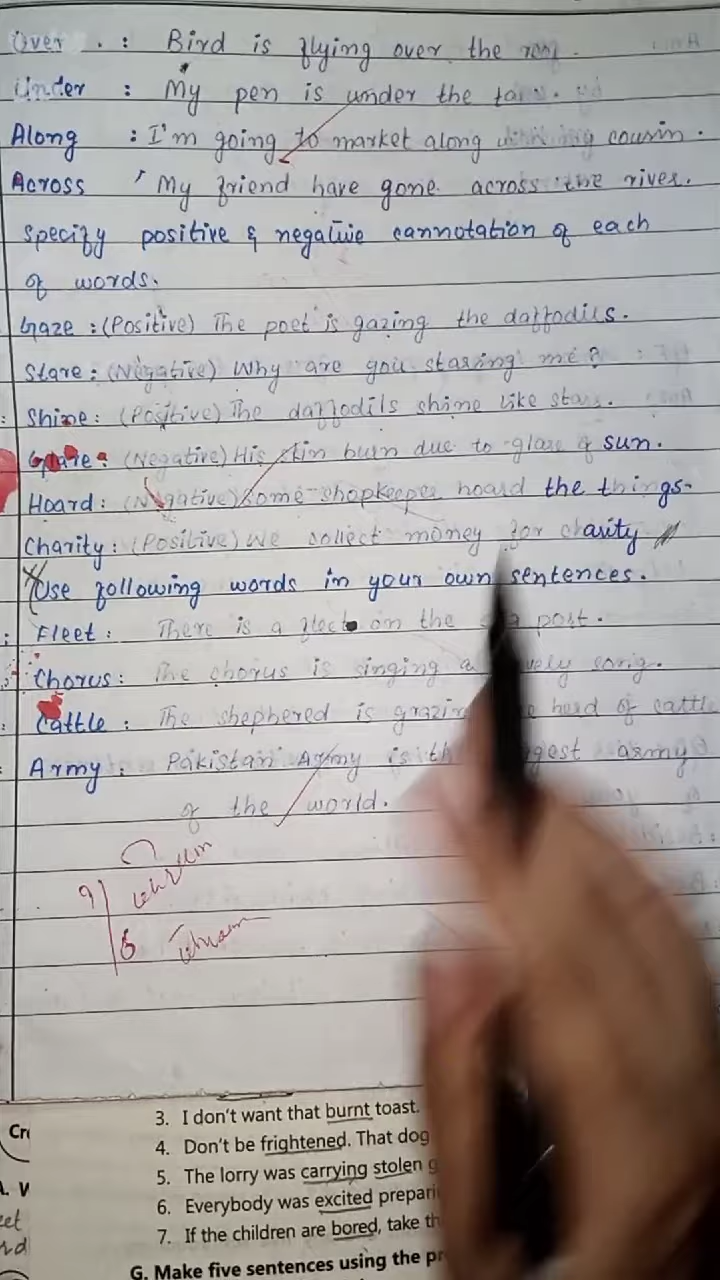 Over : Bird is flying over the
Under : My pen is under the
Along : I'm going to market along cousin.
Across : My friend have gone across the river.
Specify positive & negative cannotation of each
of words.
Gaze : (Positive) The poet is gazing the daffodils.
Stare : (Negative) Why are you staring me?
Shine : (Positive) The daffodils shine like stars.
(Negative) His skin burn due to glare of sun.
Hoard : (Negative) Some shopkeeper hoard the things.
Charity : (Positive) We collect money for charity
Use following words in your own sentences.
Fleet : There is a fleet on the post.
Chorus : The chorus is singing a song.
Cattle : The shephered is grazing herd of cattle
Army : Pakistan Army is army
of the world.
9
6
3. I don't want that burnt toast.
4. Don't be frightened. That dog
5. The lorry was carrying stolen
6. Everybody was excited
7. If the children are bored, take
G. Make five sentences using the